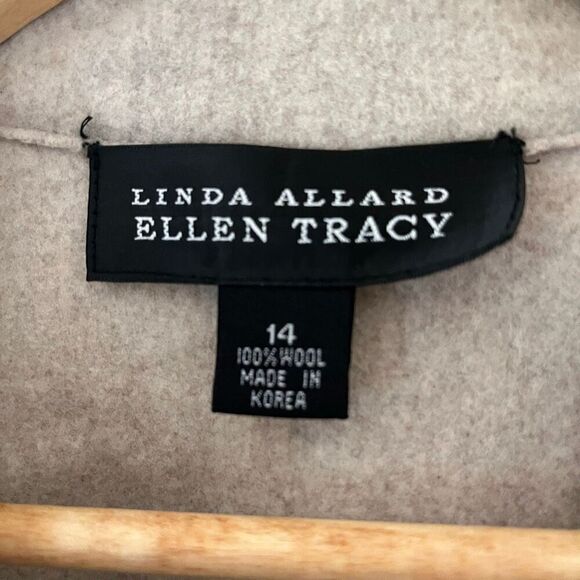 LINDA ALLARD
ELLEN TRACY
14
100% WOOL
MADE IN
KOREA